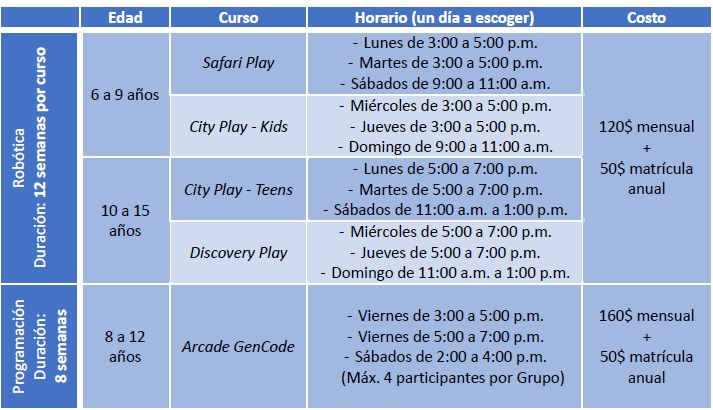 Edad Curso Horario (un día a escoger) Costo
Robótica
Duración: 12 semanas por curso
6 a 9 años
Safari Play
- Lunes de 3:00 a 5:00 p.m.
- Martes de 3:00 a 5:00 p.m.
- Sábados de 9:00 a 11:00 a.m.
City Play - Kids
- Miércoles de 3:00 a 5:00 p.m.
- Jueves de 3:00 a 5:00 p.m.
- Domingo de 9:00 a 11:00 a.m.
10 a 15
años
City Play - Teens
- Lunes de 5:00 a 7:00 p.m.
- Martes de 5:00 a 7:00 p.m.
- Sábados de 11:00 a.m. a 1:00 p.m.
Discovery Play
- Miércoles de 5:00 a 7:00 p.m.
- Jueves de 5:00 a 7:00 p.m.
- Domingo de 11:00 a.m. a 1:00 p.m.
120$ mensual
+
50$ matrícula
anual
Programación
Duración:
8 semanas
8 a 12
años
Arcade GenCode
- Viernes de 3:00 a 5:00 p.m.
- Viernes de 5:00 a 7:00 p.m.
- Sábados de 2:00 a 4:00 p.m.
(Máx. 4 participantes por Grupo)
160$ mensual
+
50$ matrícula
anual